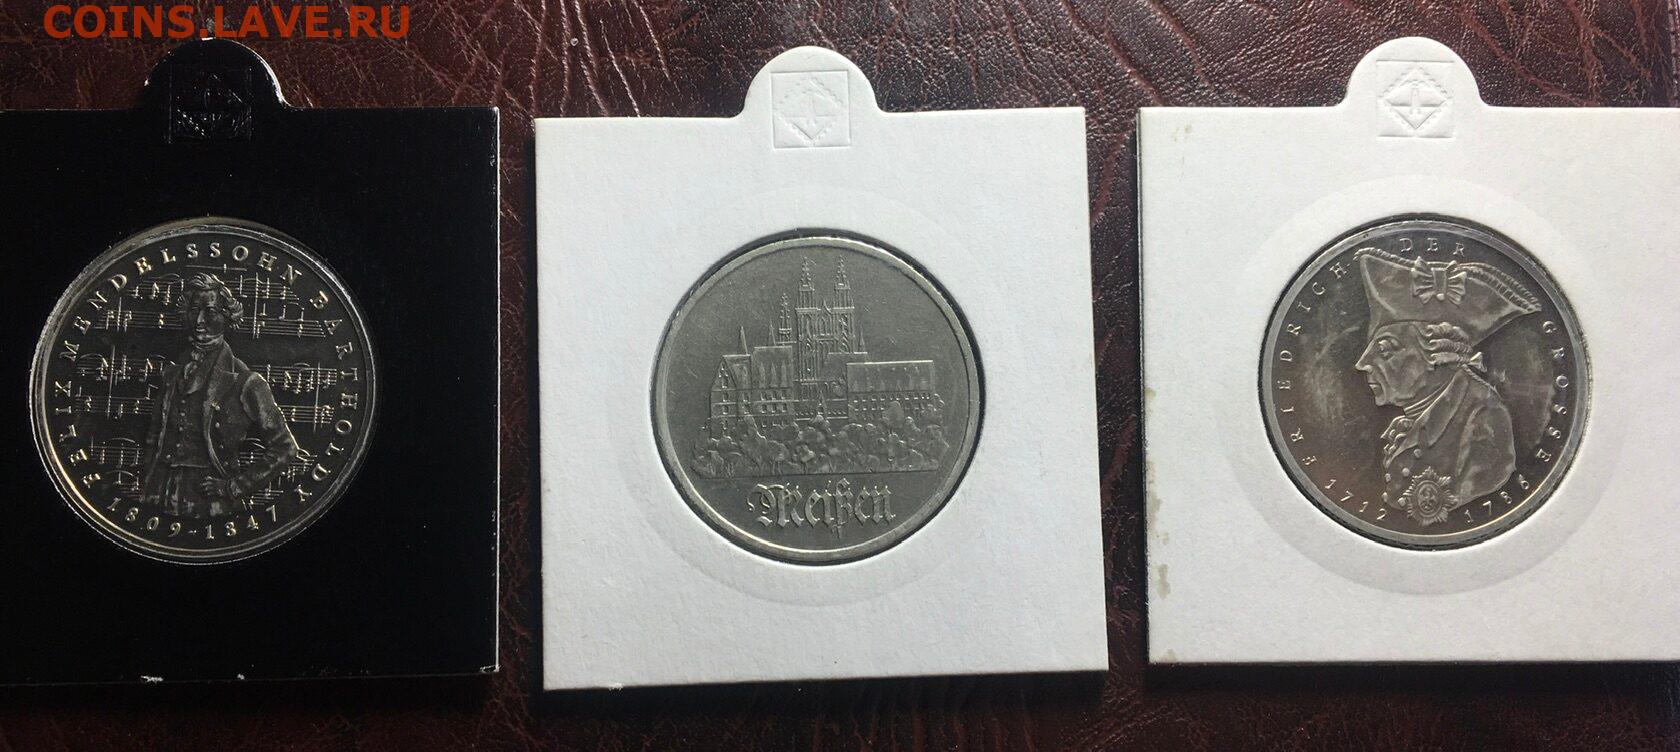 COINS.LAVE.RU
FELIX MENDELSSOHN BARTHOLDY
1809-1847
Meißen
FRIEDRICH DER GROSSE
1712 1786